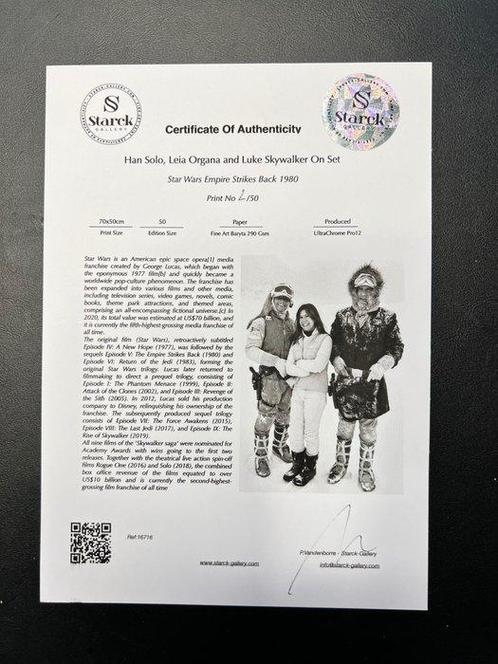 Starck
GALLERY
Starck
GALLERY
Certificate Of Authenticity
Han Solo, Leia Organa and Luke Skywalker On Set
Star Wars Empire Strikes Back 1980
Print No 2/50
70x50cm 50 Paper Produced
Print Size Edition Size Fine Art Baryta 290 Gsm UltraChrome Pro12
Star Wars is an American epic space opera[1] media
franchise created by George Lucas, which began with
the eponymous 1977 film[b] and quickly became a
worldwide pop-culture phenomenon. The franchise has
been expanded into various films and other media,
including television series, video games, novels, comic
books, theme park attractions, and themed areas,
comprising an all-encompassing fictional universe.[c] In
2020, its total value was estimated at US$70 billion, and
it is currently the fifth-highest-grossing media franchise of
all time.
The original film (Star Wars), retroactively subtitled
Episode IV: A New Hope (1977), was followed by the
sequels Episode V: The Empire Strikes Back (1980) and
Episode VI: Return of the Jedi (1983), forming the
original Star Wars trilogy. Lucas later returned to
filmmaking to direct a prequel trilogy, consisting of
Episode I: The Phantom Menace (1999), Episode II:
Attack of the Clones (2002), and Episode III: Revenge of
the Sith (2005). In 2012, Lucas sold his production
company to Disney, relinquishing his ownership of the
franchise. The subsequently produced sequel trilogy
consists of Episode VII: The Force Awakens (2015),
Episode VIII: The Last Jedi (2017), and Episode IX: The
Rise of Skywalker (2019).
All nine films of the 'Skywalker saga' were nominated for
Academy Awards with wins going to the first two
releases. Together with the theatrical live action spin-off
films Rogue One (2016) and Solo (2018), the combined
box office revenue of the films equated to over
US$10 billion and is currently the second-highest-
grossing film franchise of all time
Ref:16716
www.starck-gallery.com
P.Vandenborre - Starck-Gallery
info@starck-gallery.com